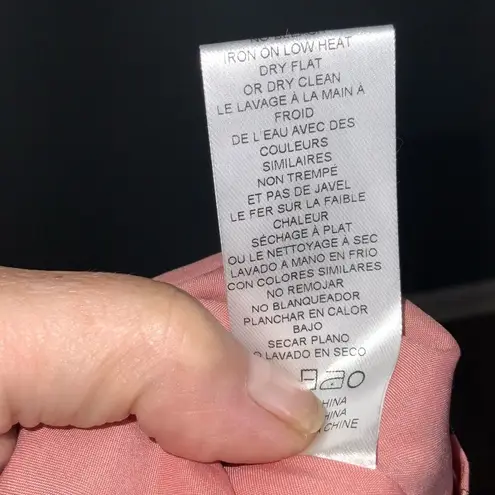 IRON ON LOW HEAT
DRY FLAT
OR DRY CLEAN
LE LAVAGE À LA MAIN À
FROID
DE L'EAU AVEC DES
COULEURS
SIMILAIRES
NON TREMPÉ
ET PAS DE JAVEL
LE FER SUR LA FAIBLE
CHALEUR
SÉCHAGE À PLAT
OU LE NETTOYAGE À SEC
LAVADO A MANO EN FRIO
CON COLORES SIMILARES
NO REMOJAR
NO BLANQUEADOR
PLANCHAR EN CALOR
BAJO
SECAR PLANO
O LAVADO EN SECO
HINA
HINA
CHINE